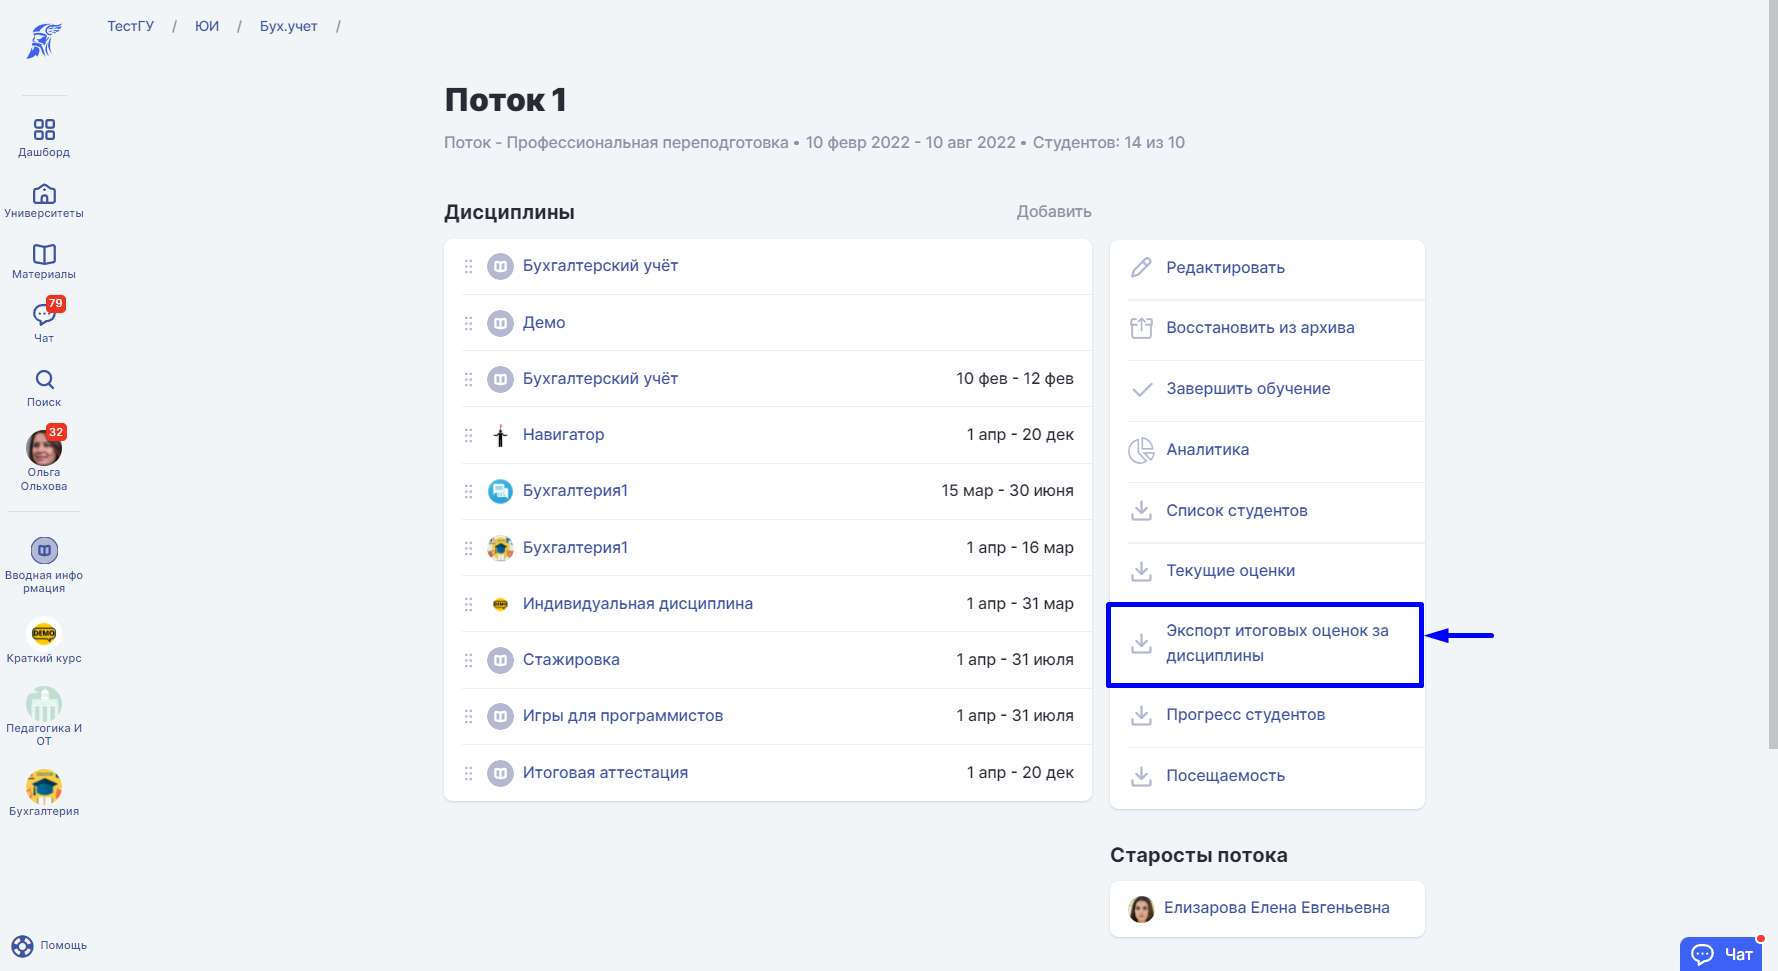 ТестГУ / ЮИ / Бух.учет /
Поток 1
Поток - Профессиональная переподготовка • 10 февр 2022 - 10 авг 2022 • Студентов: 14 из 10
Дашборд
Университеты
Материалы
79
Чат
Поиск
32
Ольга
Ольхова
Вводная инфо
рмация
DEMO
Краткий курс
Педагогика И
ОТ
Бухгалтерия
Помощь
Дисциплины
Добавить
Бухгалтерский учёт
Демо
Бухгалтерский учёт 10 фев - 12 фев
Навигатор 1 апр - 20 дек
Бухгалтерия1 15 мар - 30 июня
Бухгалтерия1 1 апр - 16 мар
DEMO
Индивидуальная дисциплина 1 апр - 31 мар
Стажировка 1 апр - 31 июля
Игры для программистов 1 апр - 31 июля
Итоговая аттестация 1 апр - 20 дек
Редактировать
Восстановить из архива
Завершить обучение
Аналитика
Список студентов
Текущие оценки
Экспорт итоговых оценок за
дисциплины
Прогресс студентов
Посещаемость
Старосты потока
Елизарова Елена Евгеньевна
Чат